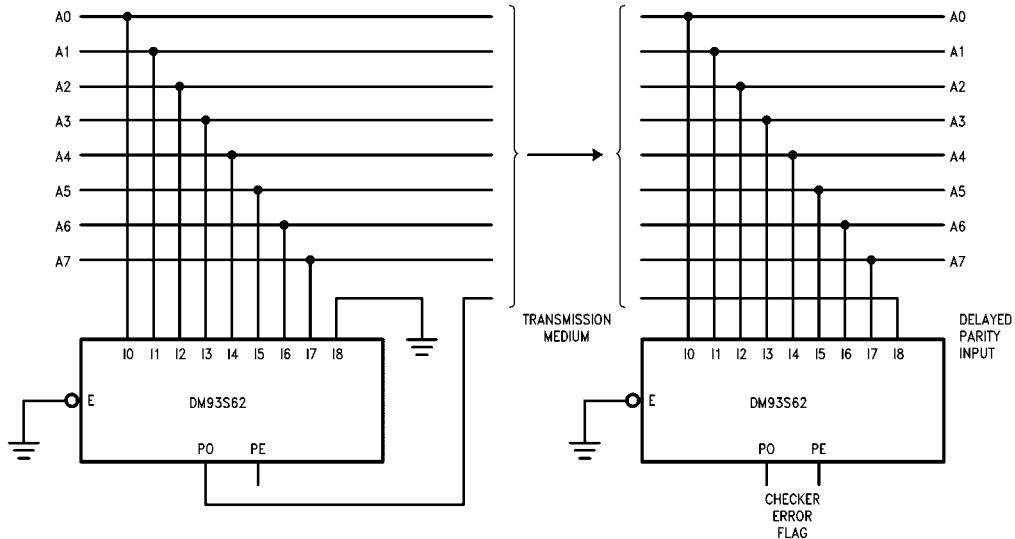 A0 A0
A1 A1
A2 A2
A3 A3
A4 A4
A5 A5
A6 A6
A7 A7
TRANSMISSION
MEDIUM
DELAYED
PARITY
INPUT
I0 I1 I2 I3 I4 I5 I6 I7 I8
I0 I1 I2 I3 I4 I5 I6 I7 I8
E DM93S62
E DM93S62
PO PE
PO PE
CHECKER
ERROR
FLAG